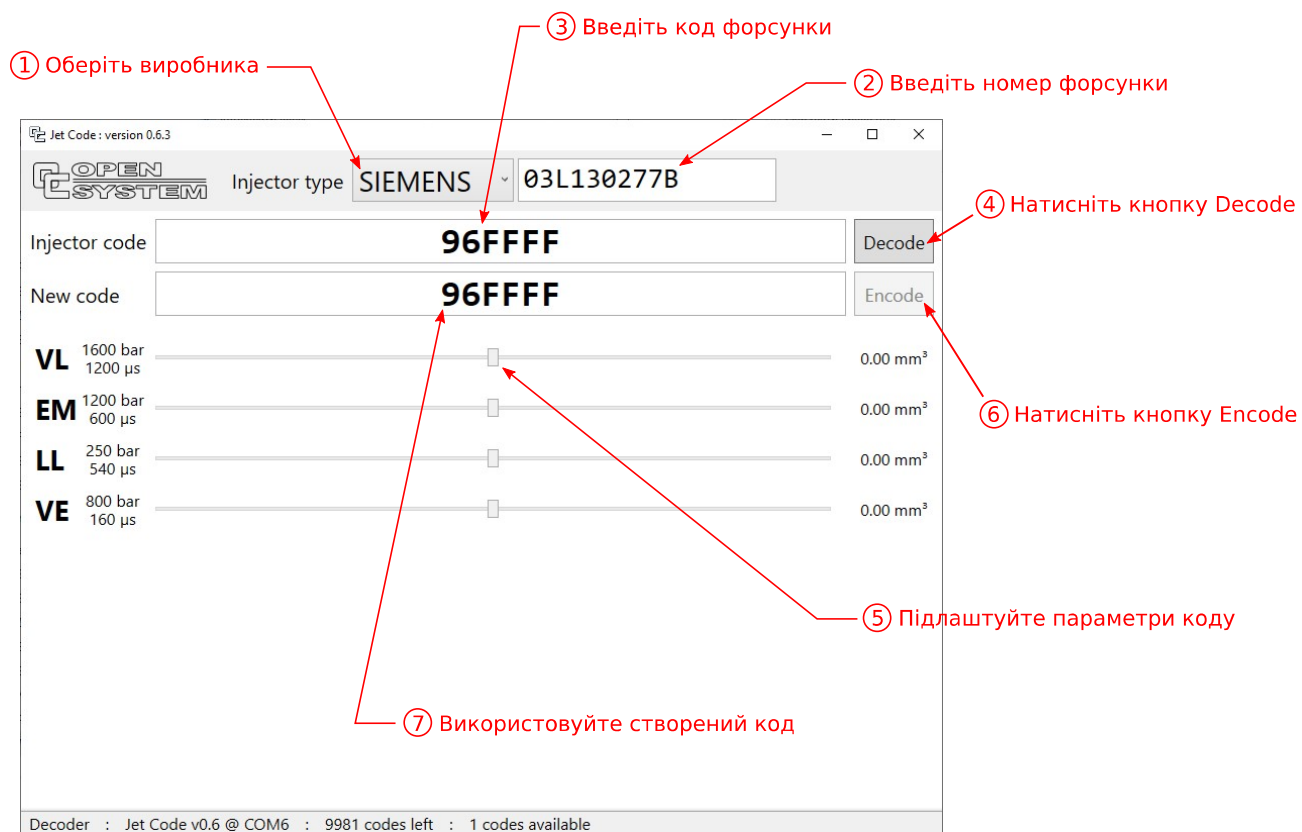 ③ Введіть код форсунки
① Оберіть виробника
② Введіть номер форсунки
Jet Code : version 0.6.3
OPEN
SYSTEM
Injector type SIEMENS 03L130277B
④ Натисніть кнопку Decode
Injector code 96FFFF Decode
New code 96FFFF Encode
VL 1600 bar 1200 µs 0.00 mm³
EM 1200 bar 600 µs 0.00 mm³
⑥ Натисніть кнопку Encode
LL 250 bar 540 µs 0.00 mm³
VE 800 bar 160 µs 0.00 mm³
⑤ Підлаштуйте параметри коду
⑦ Використовуйте створений код
Decoder : Jet Code v0.6 @ COM6 : 9981 codes left : 1 codes available